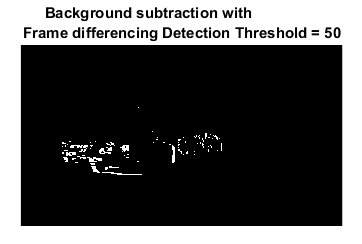 Background subtraction with
Frame differencing Detection Threshold = 50